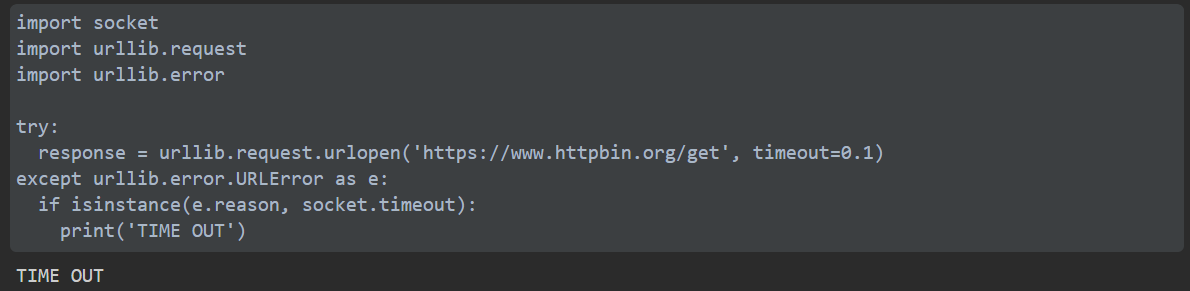 import socket
import urllib.request
import urllib.error
try:
  response = urllib.request.urlopen('https://www.httpbin.org/get', timeout=0.1)
except urllib.error.URLError as e:
  if isinstance(e.reason, socket.timeout):
    print('TIME OUT')
TIME OUT